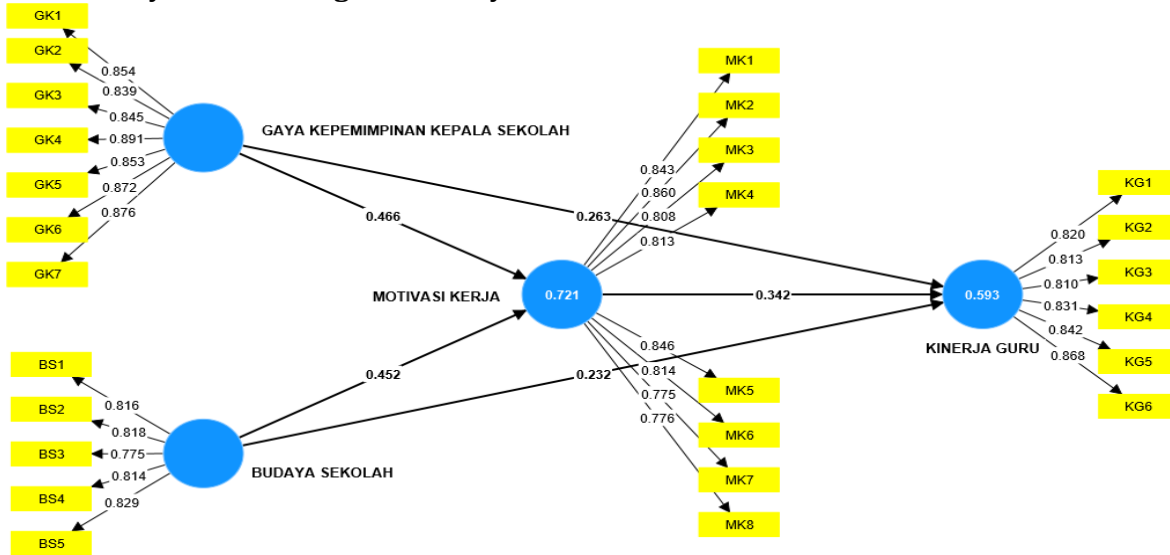 GK1
GK2
GK3
GK4
GK5
GK6
GK7
0.854
0.839
0.845
0.891
0.853
0.872
0.876
GAYA KEPEMIMPINAN KEPALA SEKOLAH
0.466
0.263
BS1
BS2
BS3
BS4
BS5
0.816
0.818
0.775
0.814
0.829
BUDAYA SEKOLAH
0.452
0.232
MK1
MK2
MK3
MK4
0.843
0.860
0.808
0.813
MOTIVASI KERJA
0.721
0.342
0.846
0.814
0.775
0.776
MK5
MK6
MK7
MK8
0.593
KINERJA GURU
0.820
0.813
0.810
0.831
0.842
0.868
KG1
KG2
KG3
KG4
KG5
KG6